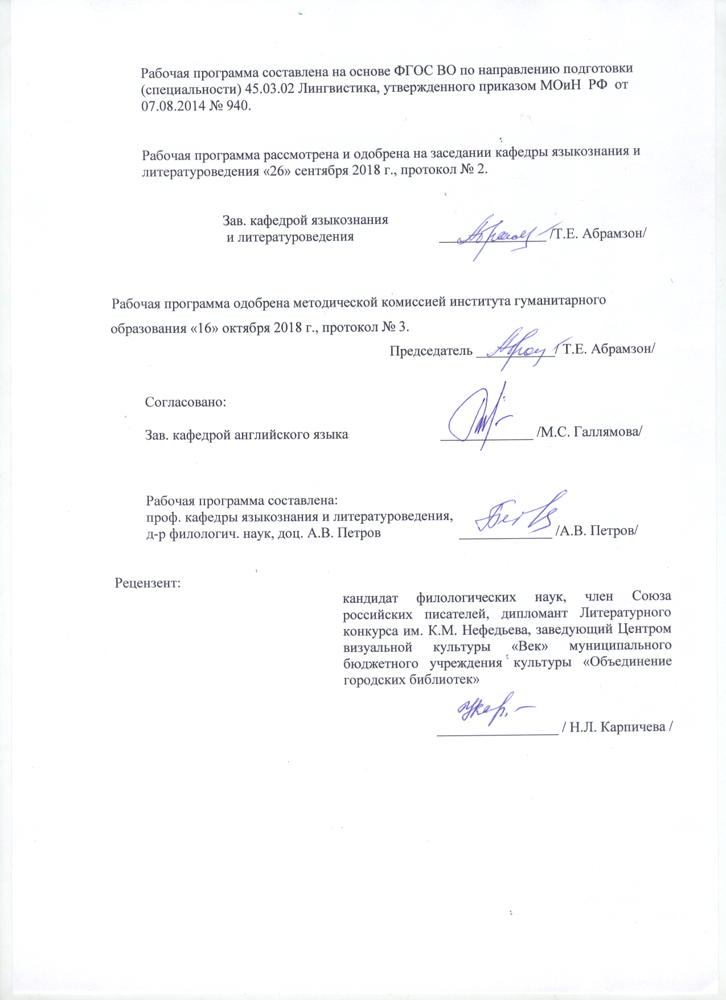 Рабочая программа составлена на основе ФГОС ВО по направлению подготовки
(специальности) 45.03.02 Лингвистика, утвержденного приказом МОиН РФ от
07.08.2014 № 940.
Рабочая программа рассмотрена и одобрена на заседании кафедры языкознания и
литературоведения «26» сентября 2018 г., протокол № 2.
Зав. кафедрой языкознания
и литературоведения _______________ /Т.Е. Абрамзон/
Рабочая программа одобрена методической комиссией института гуманитарного
образования «16» октября 2018 г., протокол № 3.
Председатель ___________/ Т.Е. Абрамзон/
Согласовано:
Зав. кафедрой английского языка _____________ /М.С. Галлямова/
Рабочая программа составлена:
проф. кафедры языкознания и литературоведения,
д-р филологич. наук, доц. А.В. Петров _____________ /А.В. Петров/
Рецензент:
кандидат филологических наук, член Союза
российских писателей, дипломант Литературного
конкурса им. К.М. Нефедьева, заведующий Центром
визуальной культуры «Век» муниципального
бюджетного учреждения культуры «Объединение
городских библиотек»
_________________ / Н.Л. Карпичева /